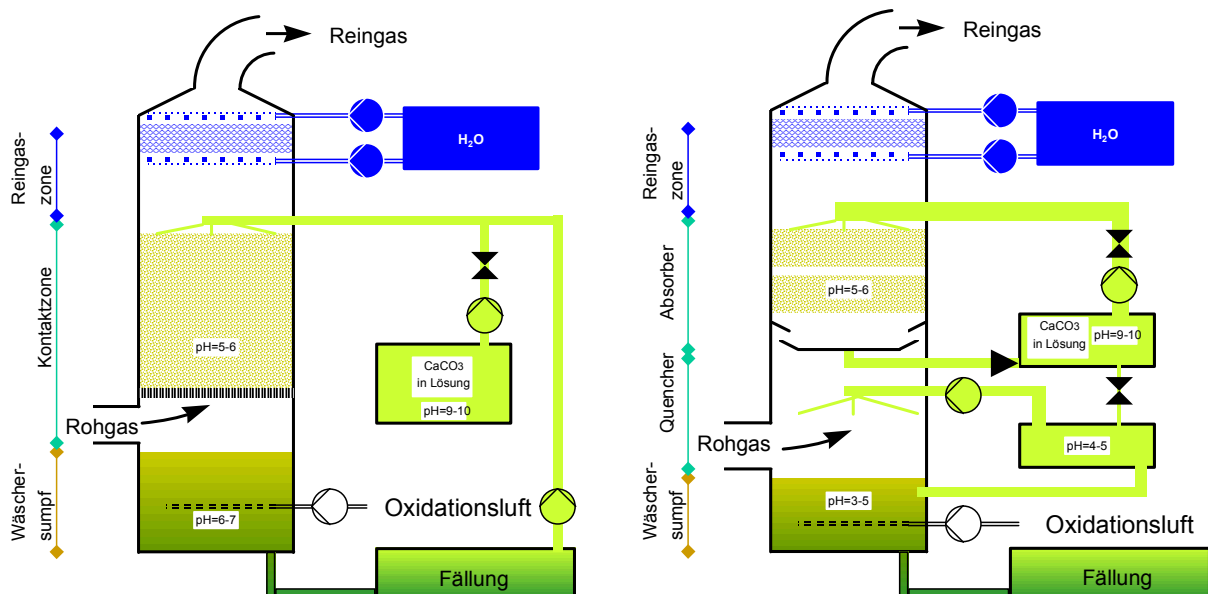 Reingas
H₂O
Reingas-
zone
Kontaktzone
Wäscher-
sumpf
pH=5-6
CaCO₃
in Lösung
pH=9-10
Rohgas
pH=6-7
Oxidationsluft
Fällung
Reingas
H₂O
Reingas-
zone
Absorber
Quencher
Wäscher-
sumpf
pH=5-6
CaCO₃
in Lösung
pH=9-10
Rohgas
pH=4-5
pH=3-5
Oxidationsluft
Fällung